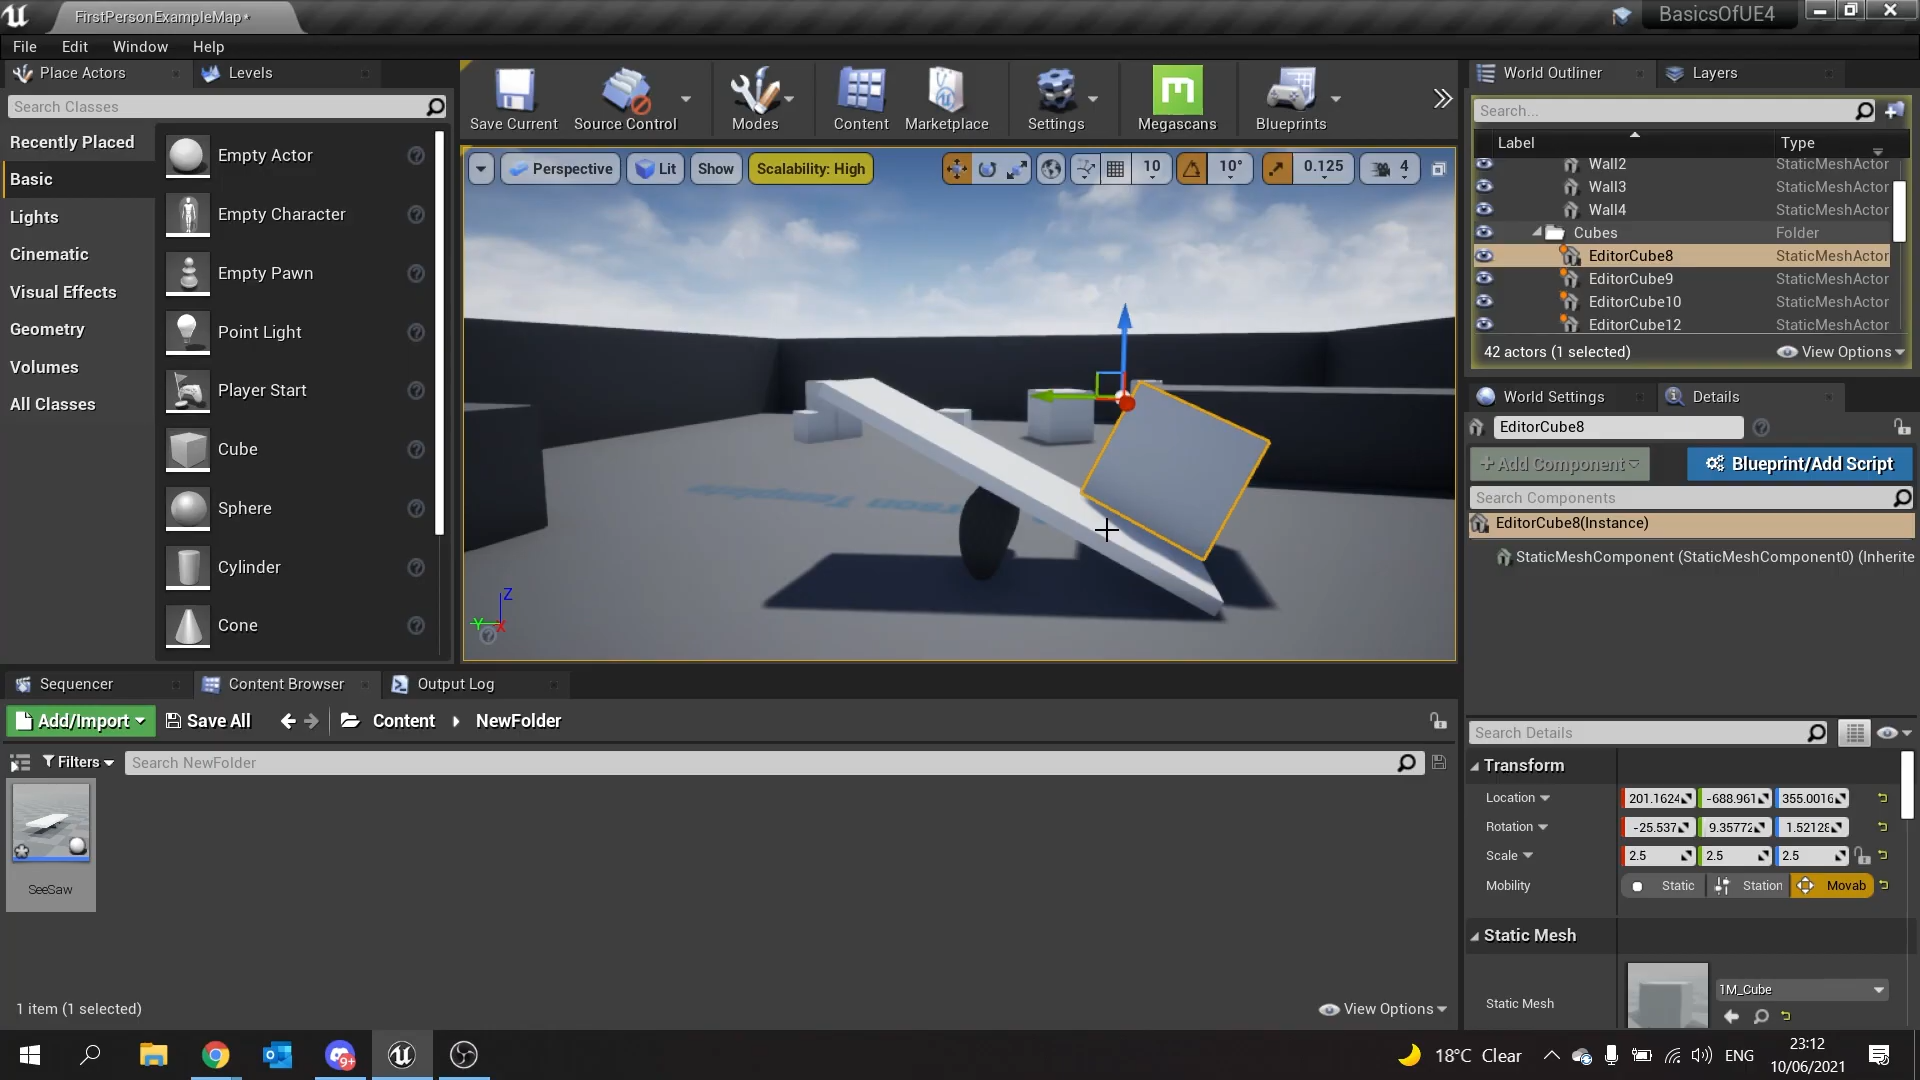 FirstPersonExampleMap*
BasicsOfUE4
File Edit Window Help
Place Actors
Levels
Search Classes
Recently Placed
Basic
Lights
Cinematic
Visual Effects
Geometry
Volumes
All Classes
Empty Actor
Empty Character
Empty Pawn
Point Light
Player Start
Cube
Sphere
Cylinder
Cone
Save Current
Source Control
Modes
Content
Marketplace
Settings
Megascans
Blueprints
Perspective
Lit
Show
Scalability: High
10
10°
0.125
4
Z
Y
X
World Outliner
Layers
Search...
Label Type
Wall2 StaticMeshActor
Wall3 StaticMeshActor
Wall4 StaticMeshActor
Cubes Folder
EditorCube8 StaticMeshActor
EditorCube9 StaticMeshActor
EditorCube10 StaticMeshActor
EditorCube12 StaticMeshActor
42 actors (1 selected)
View Options
World Settings
Details
EditorCube8
+Add Component
Blueprint/Add Script
Search Components
EditorCube8(Instance)
StaticMeshComponent (StaticMeshComponent0) (Inherite
Search Details
Transform
Location 201.1624 -688.961 355.0016
Rotation -25.537 9.35772 1.52128
Scale 2.5 2.5 2.5
Mobility Static Station Movab
Static Mesh
Static Mesh
1M_Cube
Sequencer
Content Browser
Output Log
Add/Import
Save All
Content
NewFolder
Filters
Search NewFolder
SeeSaw
1 item (1 selected)
View Options
9+
18°C Clear
ENG
23:12
10/06/2021